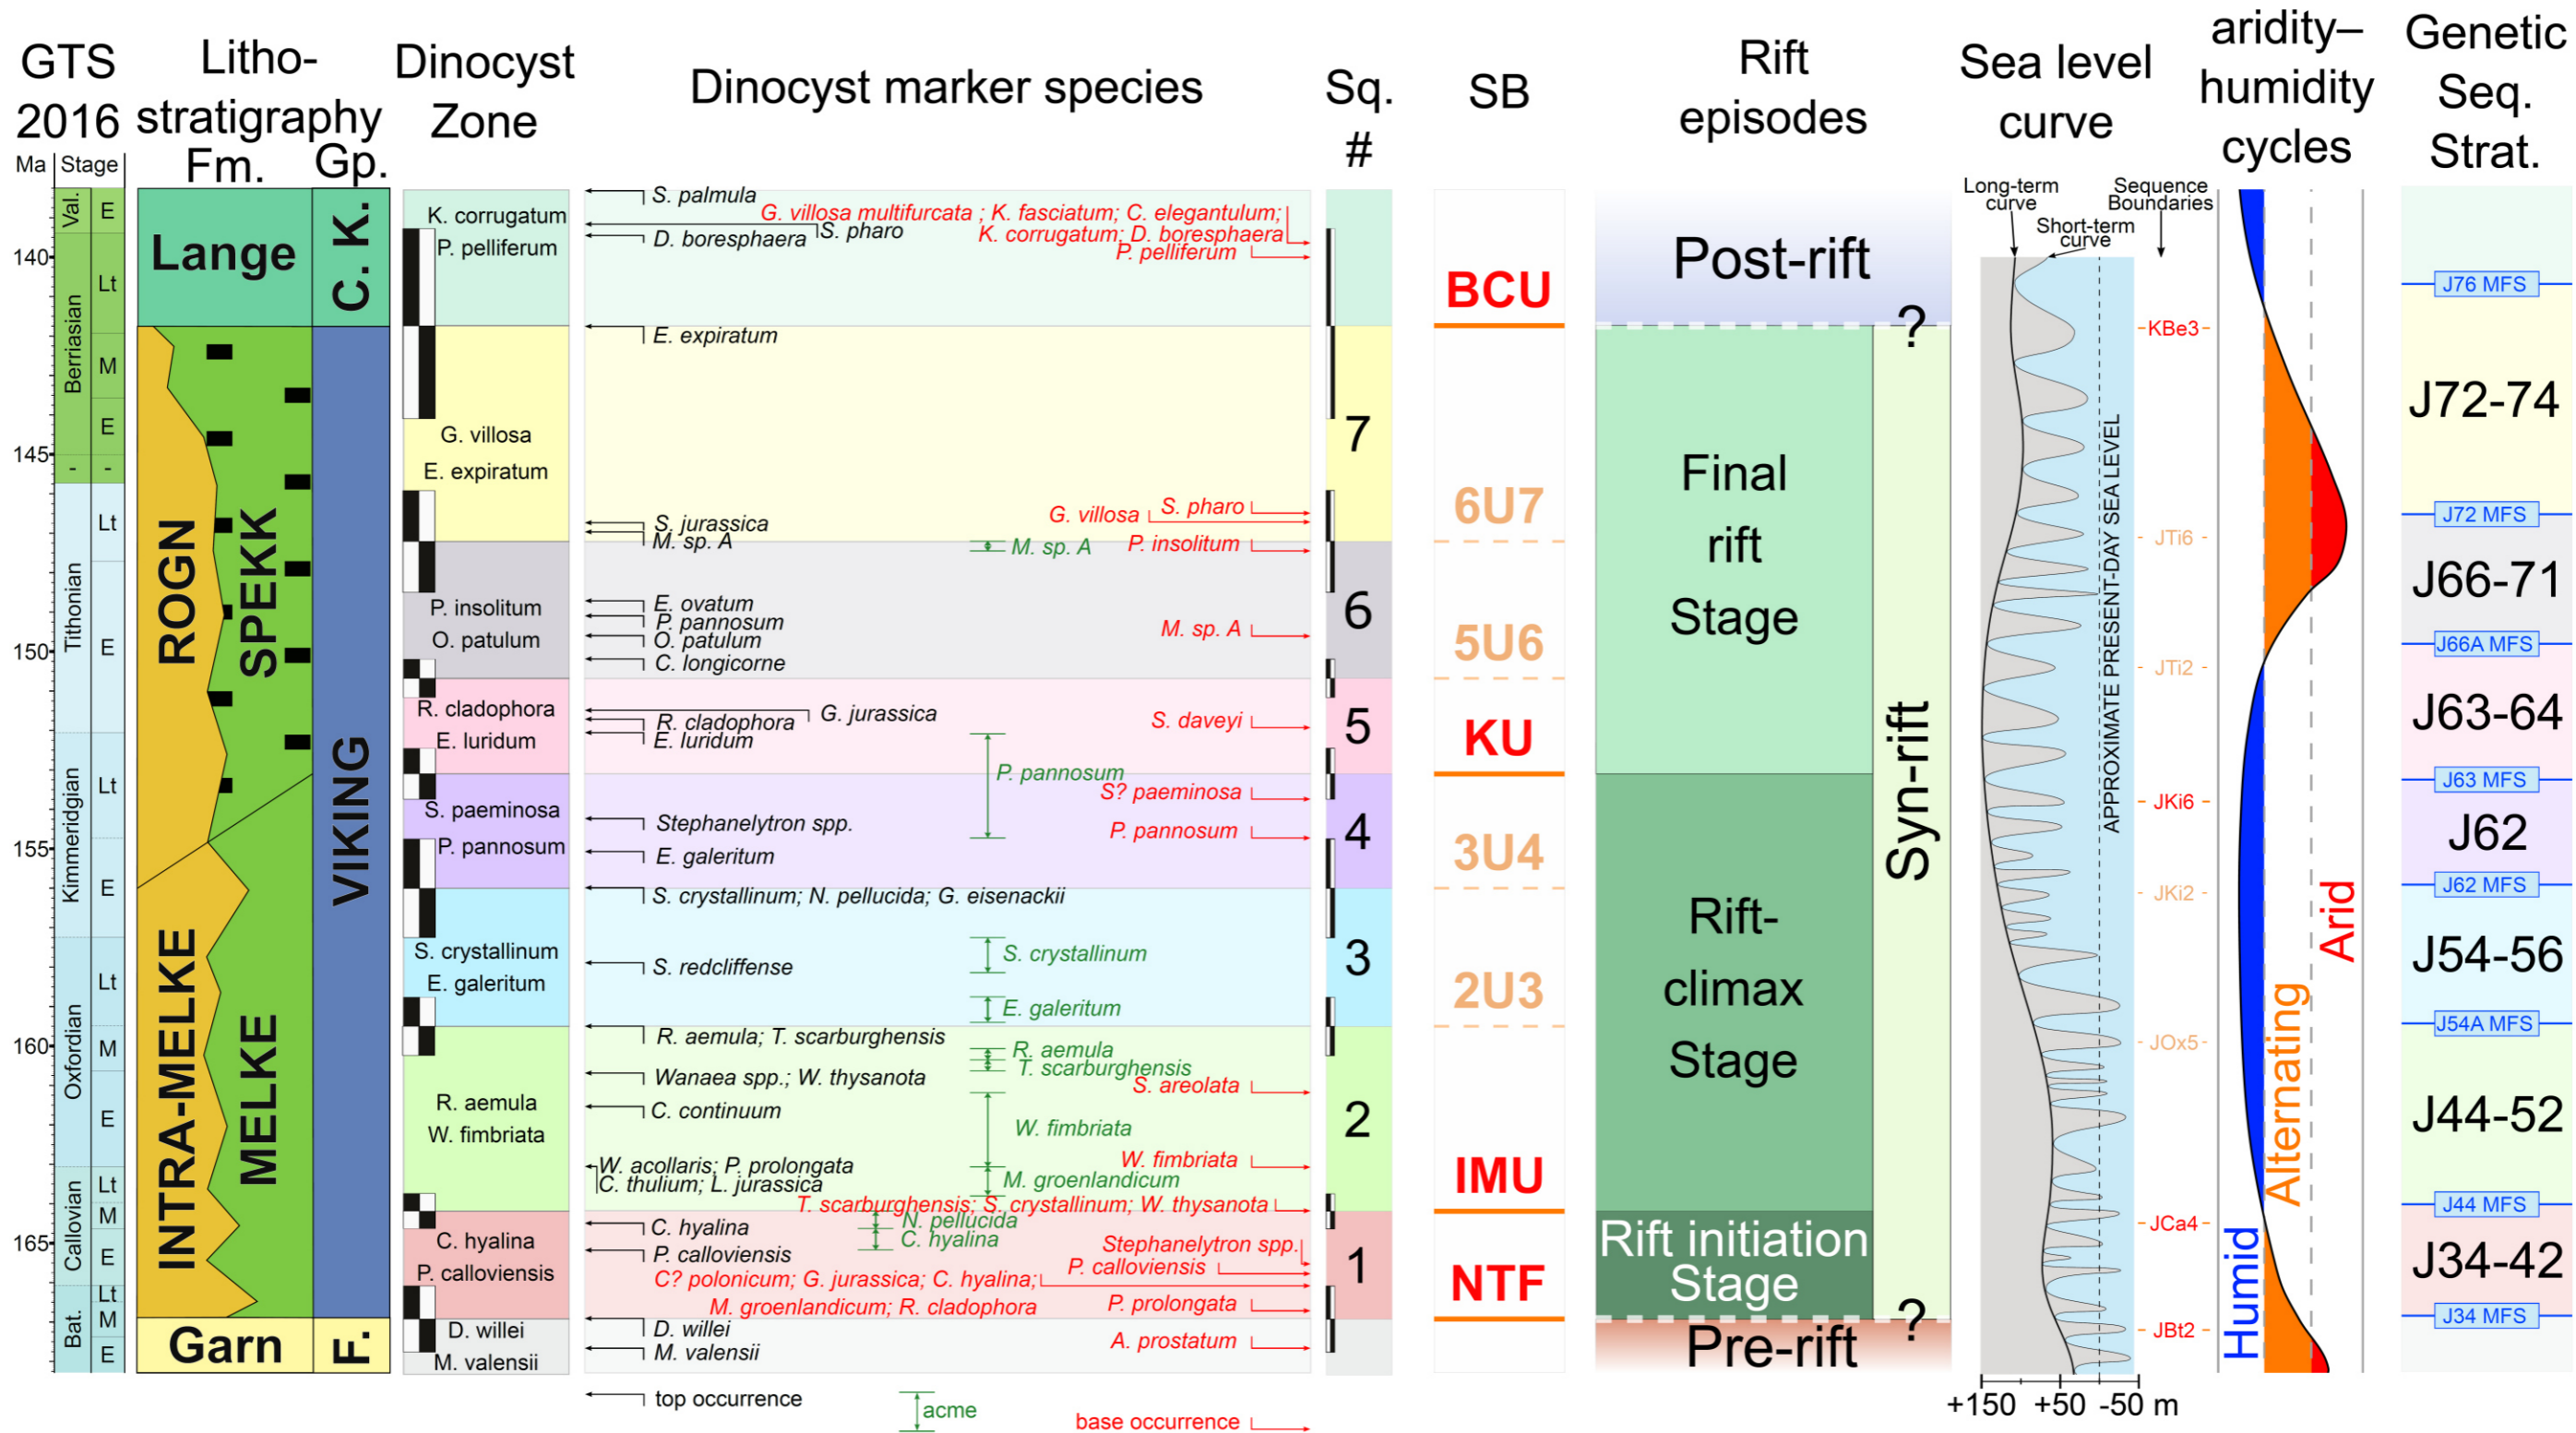 GTS
2016
Litho-
stratigraphy
Fm.
Gp.
Dinocyst
Zone
Dinocyst marker species
Sq.
#
SB
Rift
episodes
Sea level
curve
aridity–
humidity
cycles
Genetic
Seq.
Strat.
Ma
Stage
140
145
150
155
160
165
Val.
Berriasian
-
Tithonian
Kimmeridgian
Oxfordian
Callovian
Bat.
E
Lt
M
E
-
Lt
E
Lt
E
Lt
M
E
Lt
M
E
Lt
M
E
Lange
ROGN
SPEKK
INTRA-MELKE
MELKE
Garn
C. K.
VIKING
F.
K. corrugatum
P. pelliferum
G. villosa
E. expiratum
P. insolitum
O. patulum
R. cladophora
E. luridum
S. paeminosa
P. pannosum
S. crystallinum
E. galeritum
R. aemula
W. fimbriata
C. hyalina
P. calloviensis
D. willei
M. valensii
S. palmula
G. villosa multifurcata ; K. fasciatum; C. elegantulum;
S. pharo
K. corrugatum; D. boresphaera
D. boresphaera
P. pelliferum
E. expiratum
S. pharo
G. villosa
S. jurassica
M. sp. A
M. sp. A
P. insolitum
E. ovatum
P. pannosum
M. sp. A
O. patulum
C. longicorne
G. jurassica
R. cladophora
S. daveyi
E. luridum
P. pannosum
S? paeminosa
Stephanelytron spp.
P. pannosum
E. galeritum
S. crystallinum; N. pellucida; G. eisenackii
S. crystallinum
S. redcliffense
E. galeritum
R. aemula; T. scarburghensis
R. aemula
T. scarburghensis
Wanaea spp.; W. thysanota
S. areolata
C. continuum
W. fimbriata
W. acollaris; P. prolongata
W. fimbriata
C. thulium; L. jurassica
M. groenlandicum
T. scarburghensis; S. crystallinum; W. thysanota
N. pellucida
C. hyalina
C. hyalina
Stephanelytron spp.
P. calloviensis
P. calloviensis
C? polonicum; G. jurassica; C. hyalina;
M. groenlandicum; R. cladophora
P. prolongata
D. willei
A. prostatum
M. valensii
top occurrence
acme
base occurrence
7
6
5
4
3
2
1
BCU
6U7
5U6
KU
3U4
2U3
IMU
NTF
Post-rift
?
Final
rift
Stage
Rift-
climax
Stage
Rift initiation
Stage
Syn-rift
?
Pre-rift
Long-term
curve
Short-term
curve
Sequence
Boundaries
APPROXIMATE PRESENT-DAY SEA LEVEL
KBe3
JTi6
JTi2
JKi6
JKi2
JOx5
JCa4
JBt2
+150 +50 -50 m
Humid
Alternating
Arid
J76 MFS
J72-74
J72 MFS
J66-71
J66A MFS
J63-64
J63 MFS
J62
J62 MFS
J54-56
J54A MFS
J44-52
J44 MFS
J34-42
J34 MFS